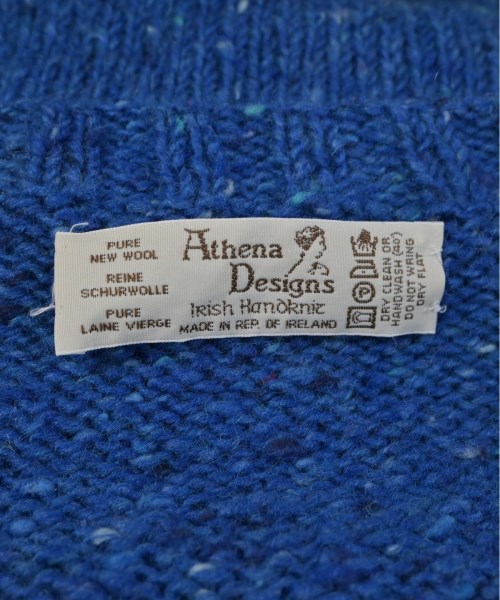 PURE
NEW WOOL
REINE
SCHURWOLLE
PURE
LAINE VIERGE
Athena
Designs
Irish Handknit
MADE IN REP. OF IRELAND
DRY CLEAN OR
HANDWASH (40°)
DO NOT WRING
DRY FLAT